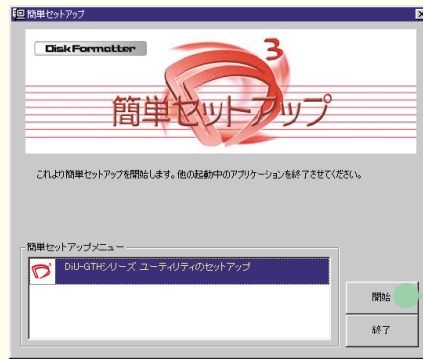 簡単セットアップ
Disk Formatter
3
簡単セットアップ
これより簡単セットアップを開始します。他の起動中のアプリケーションを終了させてください。
簡単セットアップメニュー
DiU-GTHシリーズ ユーティリティのセットアップ
開始
終了